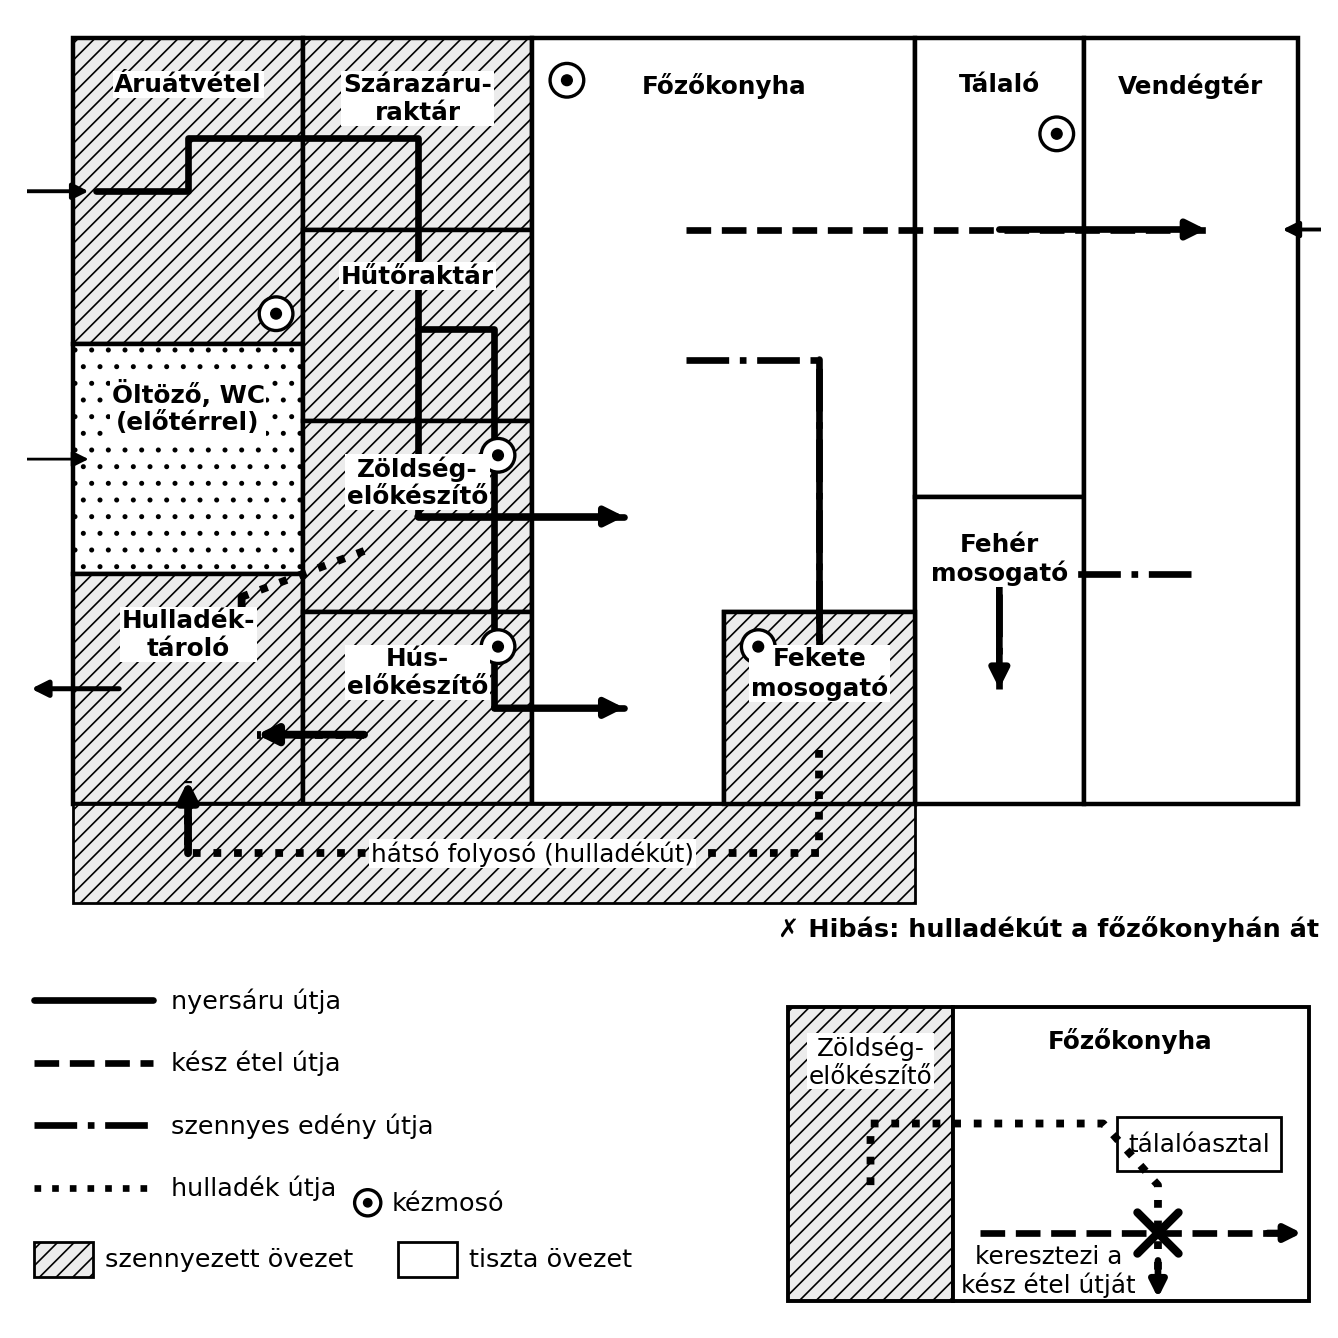 Áruátvétel
Szárazáru-
raktár
Főzőkonyha
Tálaló
Vendégtér
Hűtőraktár
Öltöző, WC
(előtérrel)
Zöldség-
előkészítő
Fehér
mosogató
Hulladék-
tároló
Hús-
előkészítő
Fekete
mosogató
hátsó folyosó (hulladékút)
✗ Hibás: hulladékút a főzőkonyhán át
nyersáru útja
kész étel útja
szennyes edény útja
hulladék útja
kézmosó
szennyezett övezet
tiszta övezet
Zöldség-
előkészítő
Főzőkonyha
tálalóasztal
keresztezi a
kész étel útját